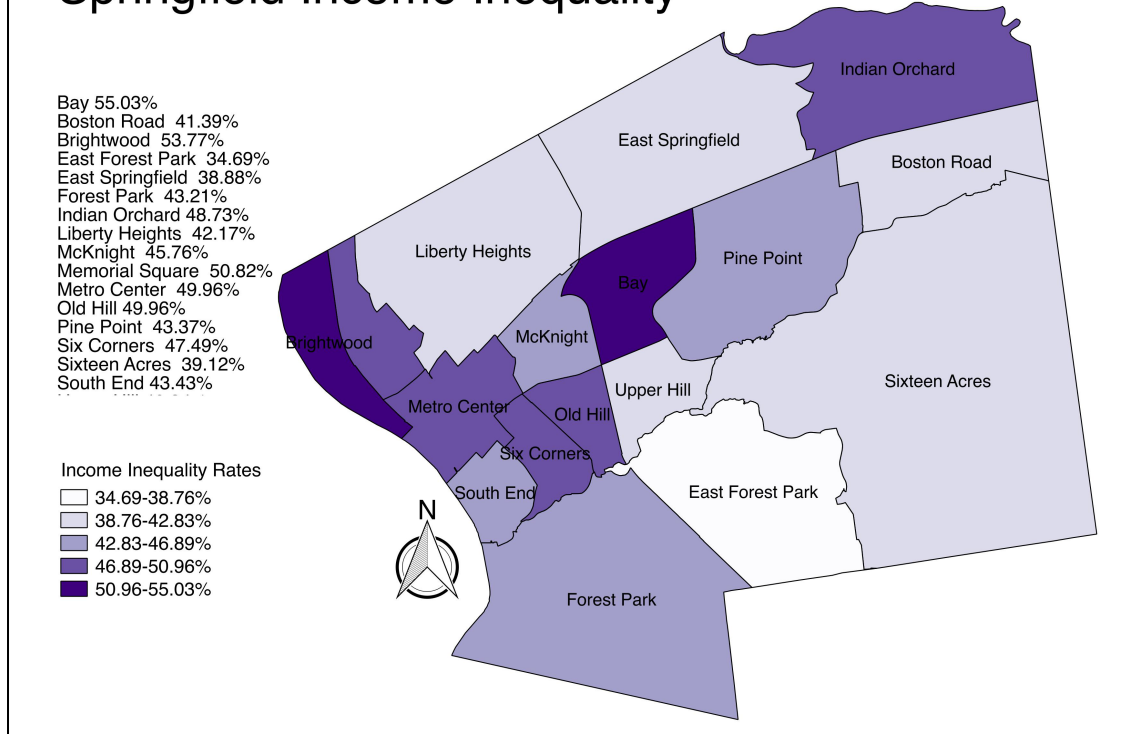 Springfield Income Inequality
Bay 55.03%
Boston Road 41.39%
Brightwood 53.77%
East Forest Park 34.69%
East Springfield 38.88%
Forest Park 43.21%
Indian Orchard 48.73%
Liberty Heights 42.17%
McKnight 45.76%
Memorial Square 50.82%
Metro Center 49.96%
Old Hill 49.96%
Pine Point 43.37%
Six Corners 47.49%
Sixteen Acres 39.12%
South End 43.43%
Income Inequality Rates
34.69-38.76%
38.76-42.83%
42.83-46.89%
46.89-50.96%
50.96-55.03%
Indian Orchard
East Springfield
Boston Road
Liberty Heights
Pine Point
Bay
Brightwood
McKnight
Sixteen Acres
Upper Hill
Metro Center
Old Hill
Six Corners
South End
East Forest Park
N
Forest Park